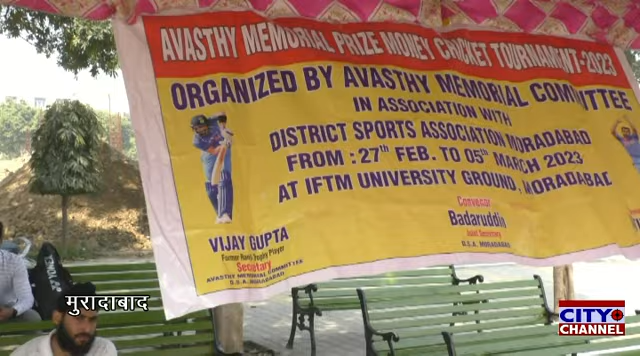 AVASTHY MEMORIAL PRIZE MONEY CRICKET TOURNAMENT-2023
ORGANIZED BY AVASTHY MEMORIAL COMMITTEE
IN ASSOCIATION WITH
DISTRICT SPORTS ASSOCIATION MORADABAD
FROM : 27th FEB. TO 05th MARCH 2023
AT IFTM UNIVERSITY GROUND, MORADABAD
VIJAY GUPTA
Former Ranji Trophy Player
Secretary
AVASTHY MEMORIAL COMMITTEE
D.S.A. MORADABAD
Convecor
Badaruddin
Joint Secretary
D.S.A. MORADABAD
मुरादाबाद
CITY
CHANNEL